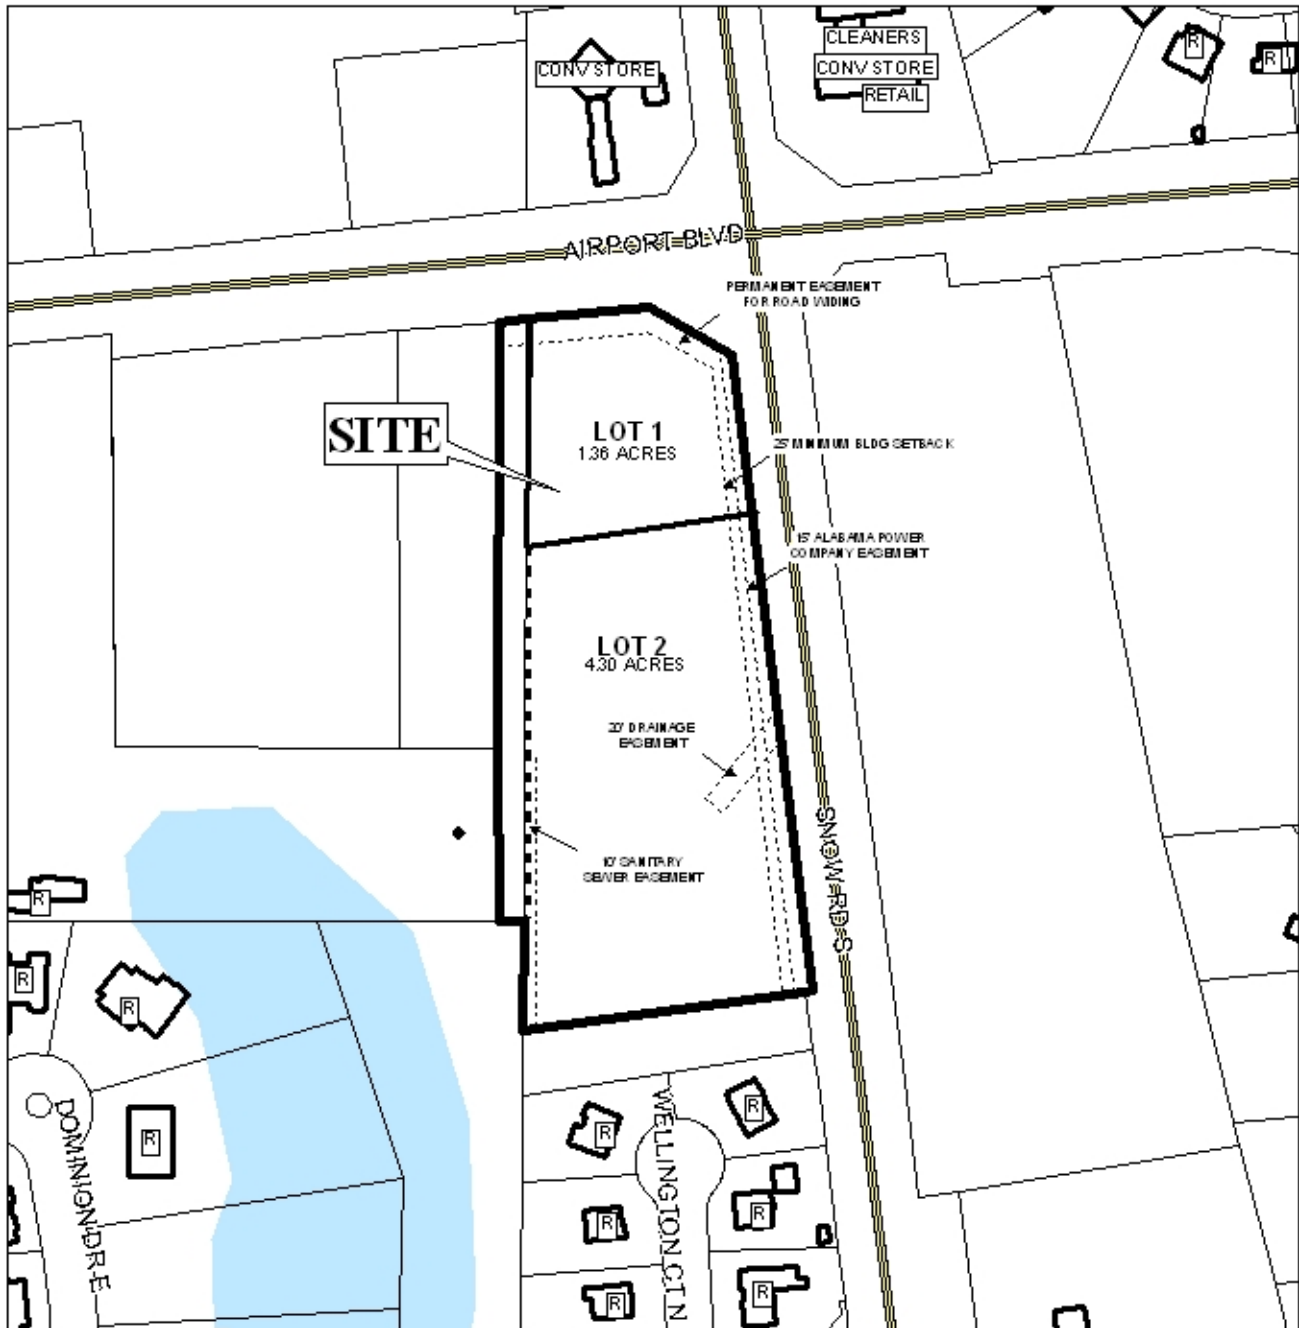 CLEANERS
CONV STORE
CONV STORE
RETAIL
R
R
AIRPORT BLVD
PERMANENT EASEMENT
FOR ROAD WIDING
SITE
LOT 1
1.36 ACRES
25' MINIMUM BLDG SETBACK
15' ALABAMA POWER
COMPANY EASEMENT
LOT 2
4.30 ACRES
20' DRAINAGE
EASEMENT
SNOW RD S
10' SANITARY
SEWER EASEMENT
R
R
R
R
R
R
R
R
R
R
R
DOMINION DR E
WELLINGTON CT N